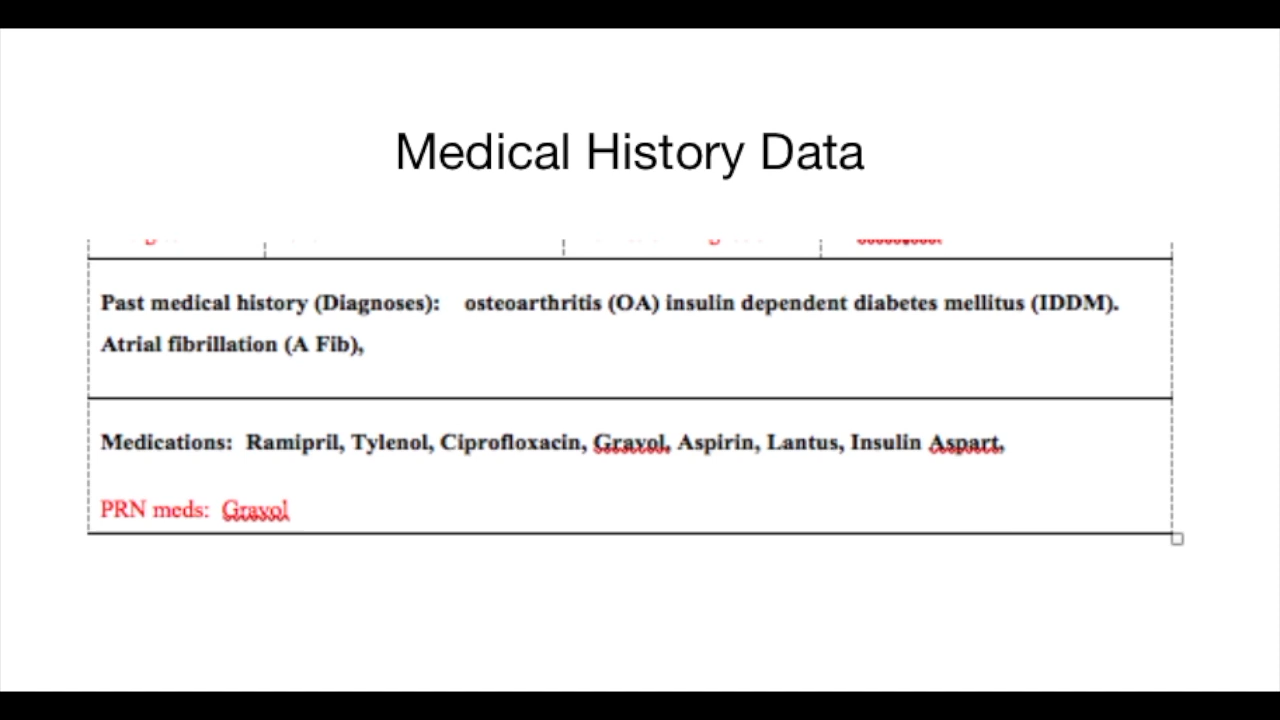 Medical History Data
Past medical history (Diagnoses): osteoarthritis (OA) insulin dependent diabetes mellitus (IDDM).
Atrial fibrillation (A Fib),
Medications: Ramipril, Tylenol, Ciprofloxacin, Gravol, Aspirin, Lantus, Insulin Aspart,
PRN meds: Gravol